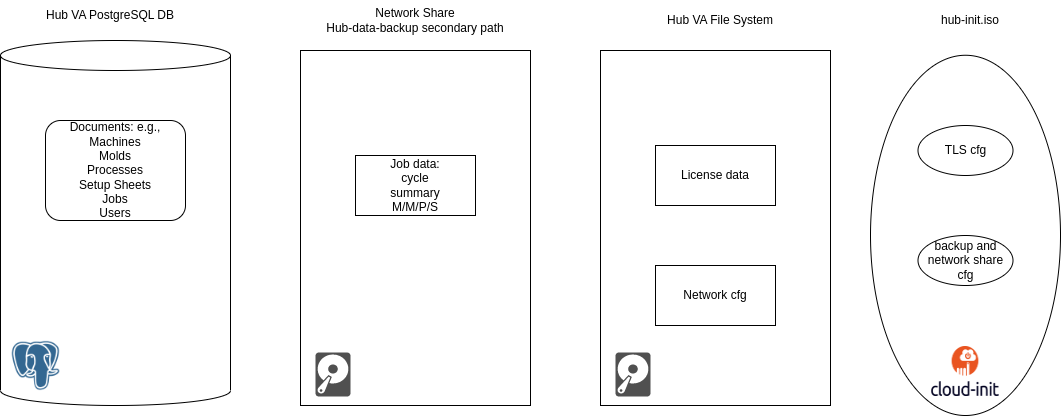 Hub VA PostgreSQL DB
Documents: e.g.,
Machines
Molds
Processes
Setup Sheets
Jobs
Users
Network Share
Hub-data-backup secondary path
Job data:
cycle
summary
M/M/P/S
Hub VA File System
License data
Network cfg
hub-init.iso
TLS cfg
backup and
network share
cfg
cloud-init